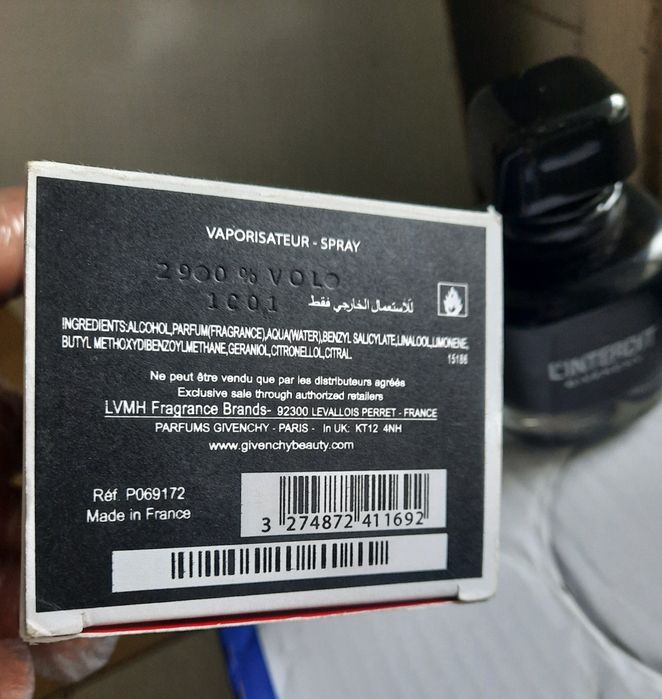 VAPORISATEUR - SPRAY
2900 % VOLO
1001 للأستعمال الخارجي فقط
INGREDIENTS:ALCOHOL,PARFUM(FRAGRANCE),AQUA(WATER),BENZYL SALICYLATE,LINALOOL,LIMONENE,
BUTYL METHOXYDIBENZOYLMETHANE,GERANIOL,CITRONELLOL,CITRAL. 15186
Ne peut être vendu que par les distributeurs agréés
Exclusive sale through authorized retailers
LVMH Fragrance Brands- 92300 LEVALLOIS PERRET - FRANCE
PARFUMS GIVENCHY - PARIS - In UK: KT12 4NH
www.givenchybeauty.com
Réf. P069172
Made in France
3 274872 411692
L'INTERDIT
GIVENCHY